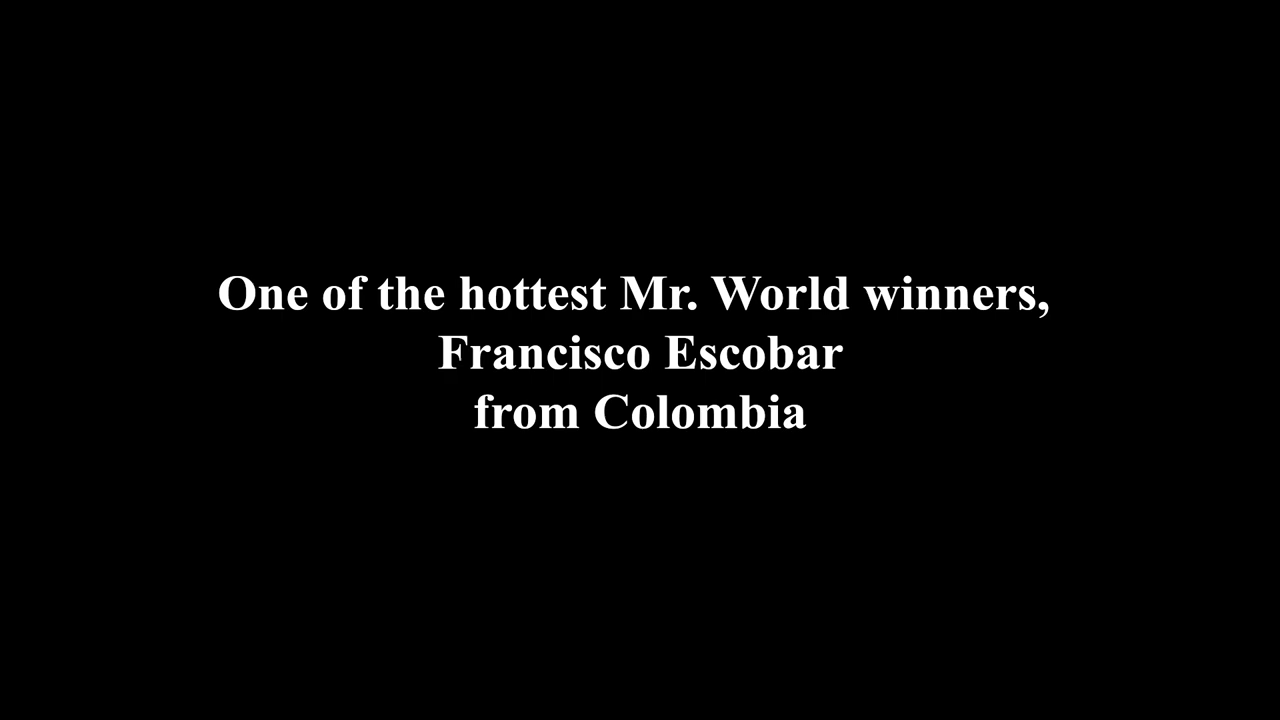 One of the hottest Mr. World winners,
Francisco Escobar
from Colombia